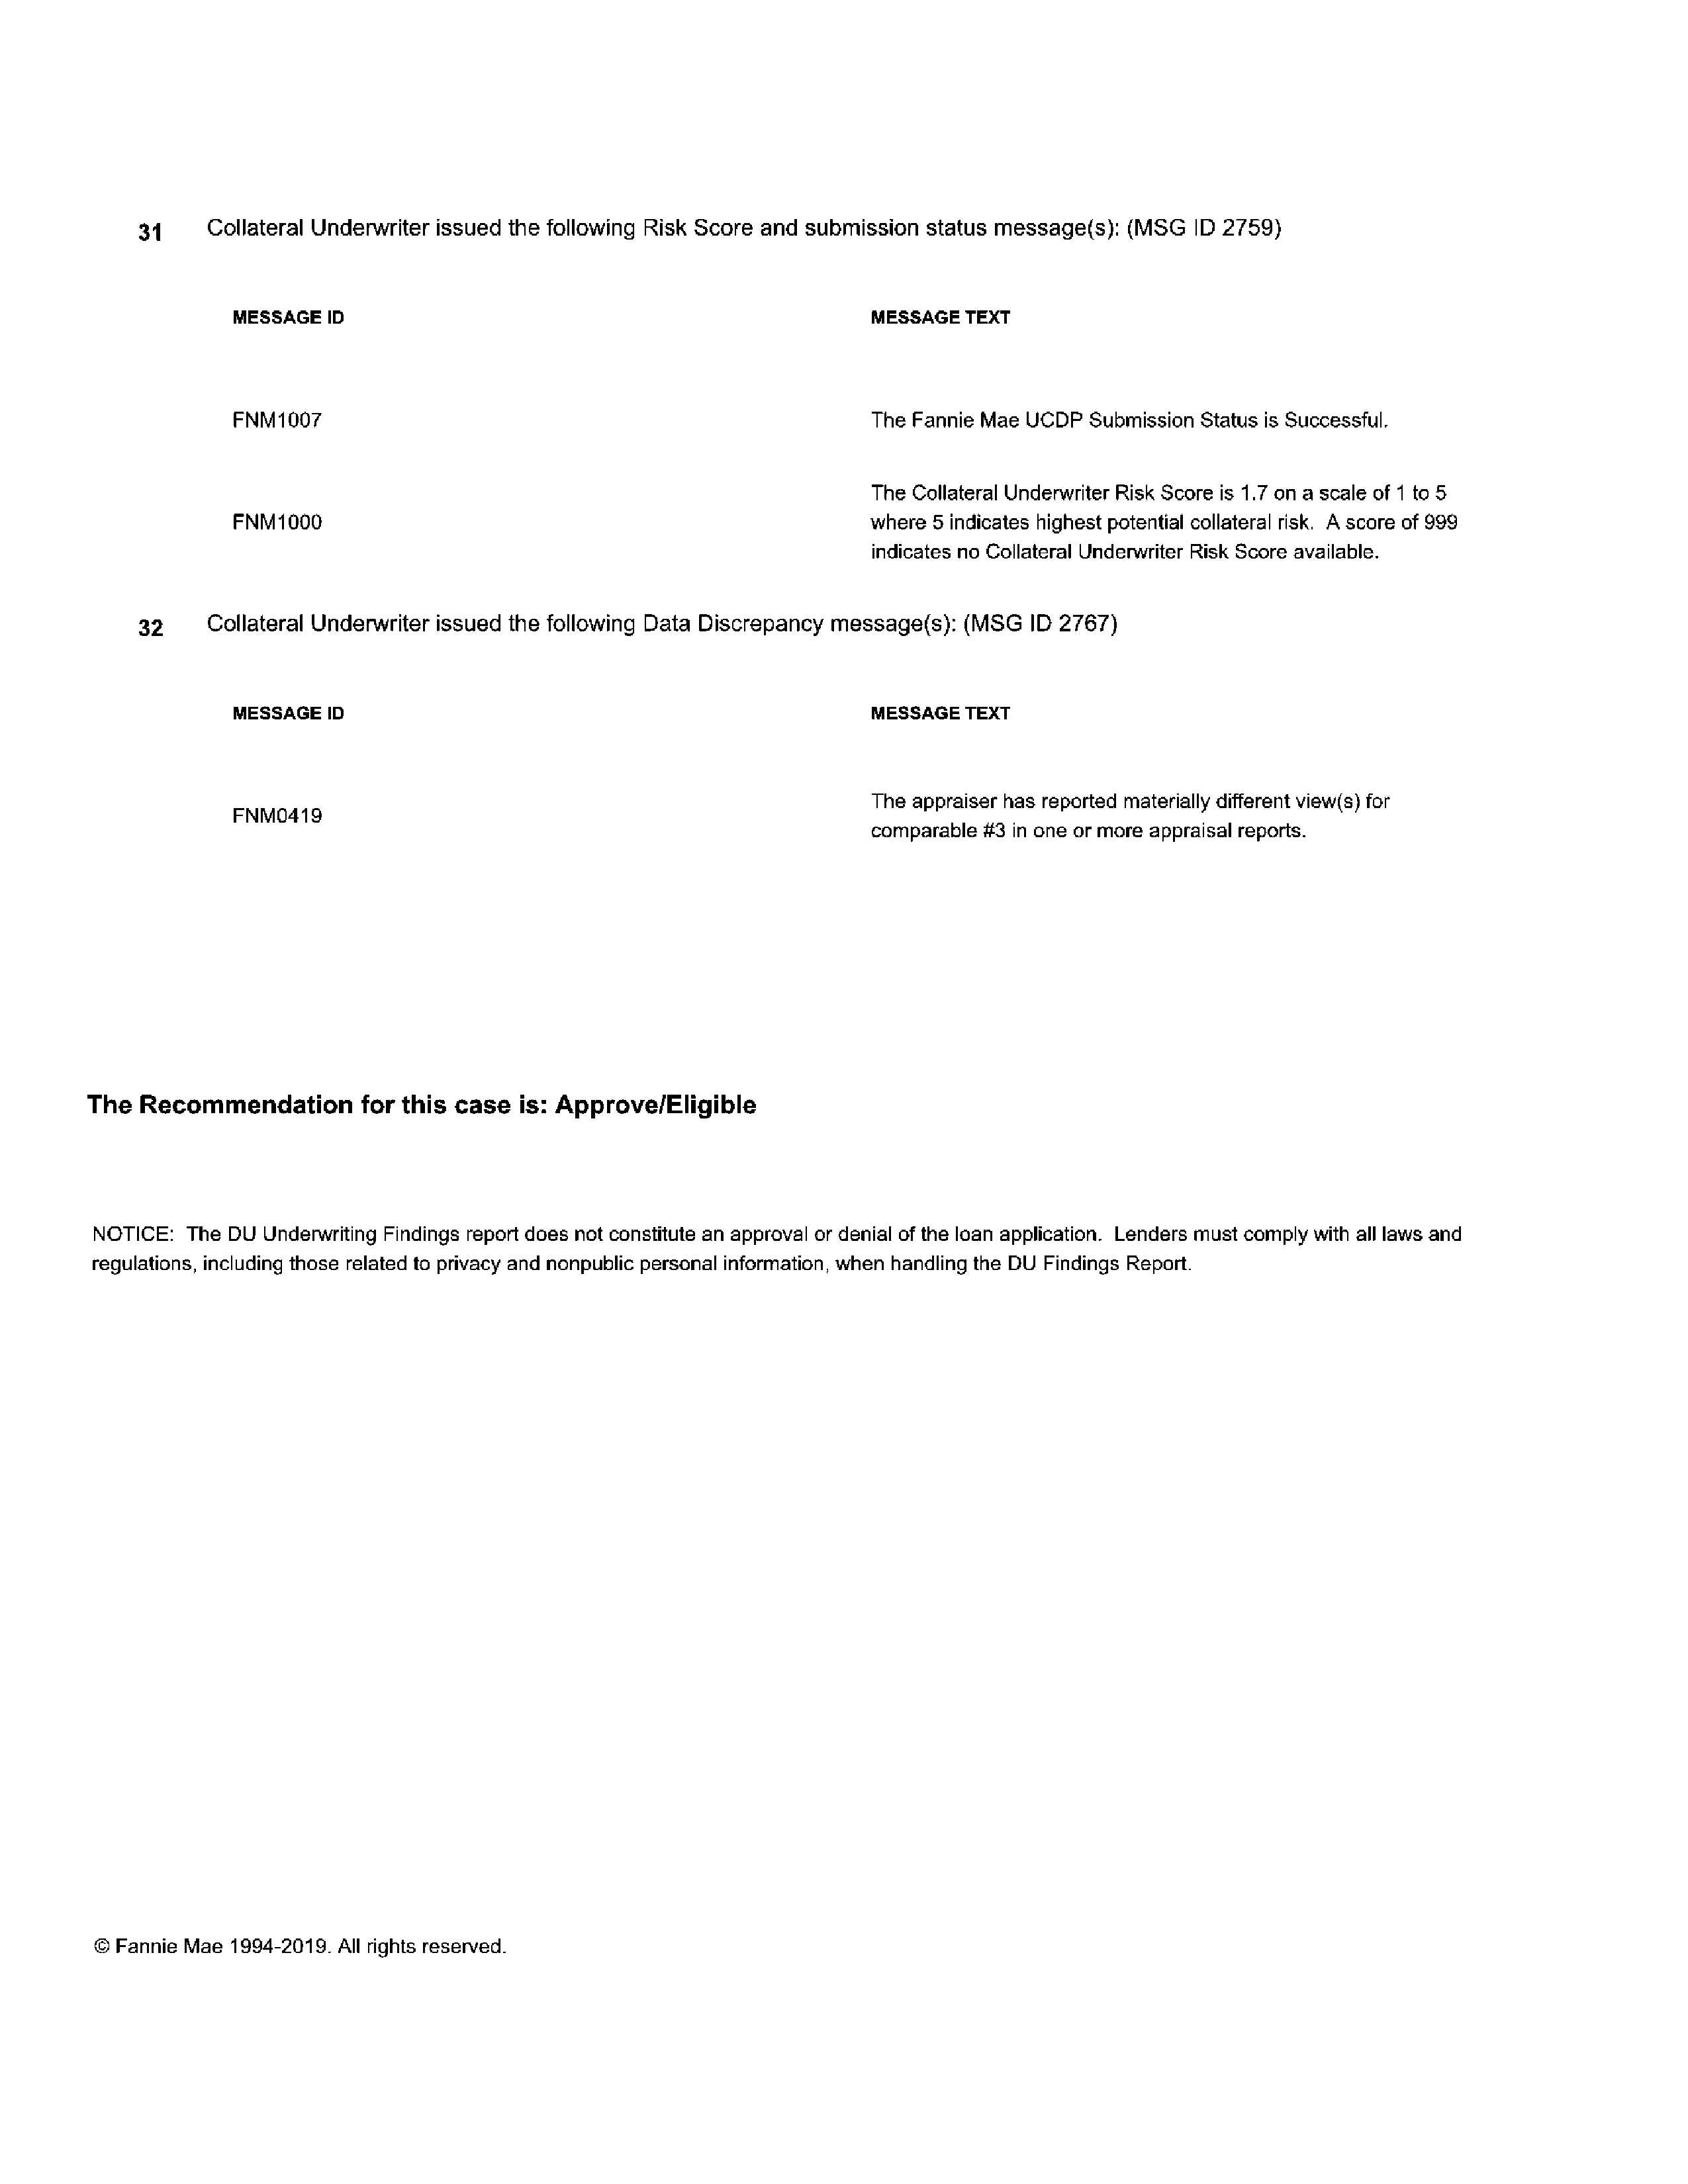 31 Collateral Underwriter issued the following Risk Score and submission status message(s): (MSG ID 2759)
MESSAGE ID MESSAGE TEXT
FNM1007 The Fannie Mae UCDP Submission Status is Successful.
The Collateral Underwriter Risk Score is 1.7 on a scale of 1 to 5
FNM1000 where 5 indicates highest potential collateral risk.  A score of 999
indicates no Collateral Underwriter Risk Score available.
32 Collateral Underwriter issued the following Data Discrepancy message(s): (MSG ID 2767)
MESSAGE ID MESSAGE TEXT
FNM0419
The appraiser has reported materially different view(s) for
comparable #3 in one or more appraisal reports.
The Recommendation for this case is: Approve/Eligible
NOTICE:  The DU Underwriting Findings report does not constitute an approval or denial of the loan application.  Lenders must comply with all laws and
regulations, including those related to privacy and nonpublic personal information, when handling the DU Findings Report.
© Fannie Mae 1994-2019. All rights reserved.